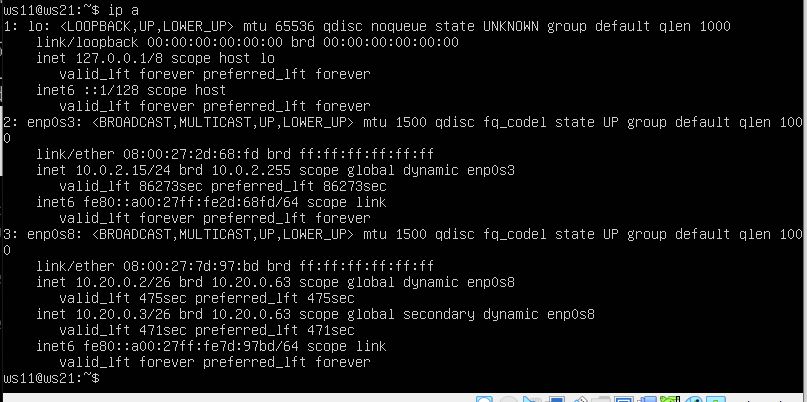 ws11@ws21:~$ ip a
1: lo: <LOOPBACK,UP,LOWER_UP> mtu 65536 qdisc noqueue state UNKNOWN group default qlen 1000
    link/loopback 00:00:00:00:00:00 brd 00:00:00:00:00:00
    inet 127.0.0.1/8 scope host lo
       valid_lft forever preferred_lft forever
    inet6 ::1/128 scope host
       valid_lft forever preferred_lft forever
2: enp0s3: <BROADCAST,MULTICAST,UP,LOWER_UP> mtu 1500 qdisc fq_codel state UP group default qlen 100
0
    link/ether 08:00:27:2d:68:fd brd ff:ff:ff:ff:ff:ff
    inet 10.0.2.15/24 brd 10.0.2.255 scope global dynamic enp0s3
       valid_lft 86273sec preferred_lft 86273sec
    inet6 fe80::a00:27ff:fe2d:68fd/64 scope link
       valid_lft forever preferred_lft forever
3: enp0s8: <BROADCAST,MULTICAST,UP,LOWER_UP> mtu 1500 qdisc fq_codel state UP group default qlen 100
0
    link/ether 08:00:27:7d:97:bd brd ff:ff:ff:ff:ff:ff
    inet 10.20.0.2/26 brd 10.20.0.63 scope global dynamic enp0s8
       valid_lft 475sec preferred_lft 475sec
    inet 10.20.0.3/26 brd 10.20.0.63 scope global secondary dynamic enp0s8
       valid_lft 471sec preferred_lft 471sec
    inet6 fe80::a00:27ff:fe7d:97bd/64 scope link
       valid_lft forever preferred_lft forever
ws11@ws21:~$